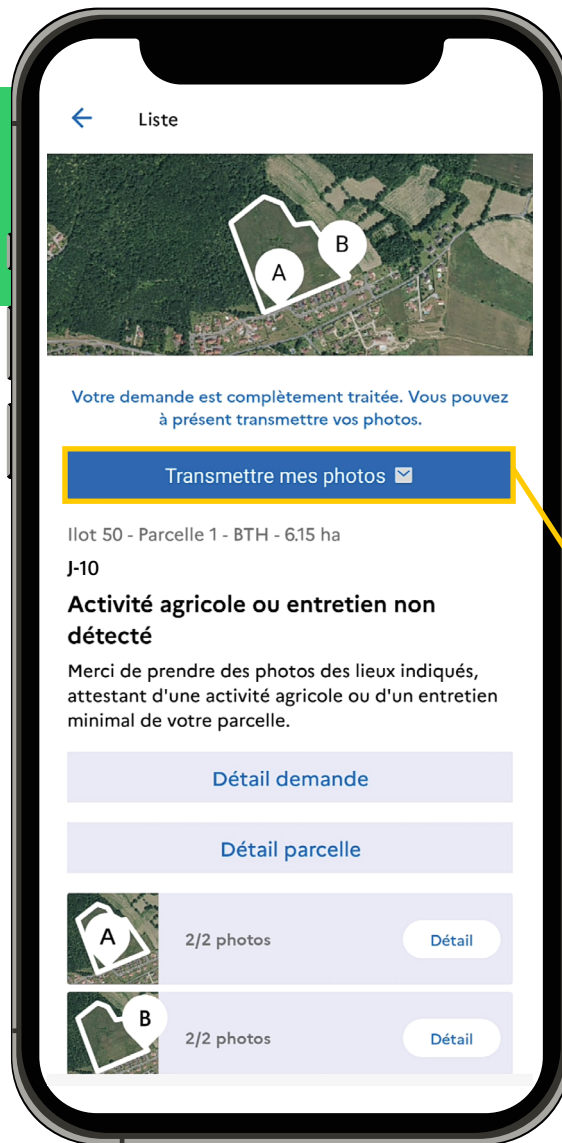 Liste
B
A
Votre demande est complètement traitée. Vous pouvez
à présent transmettre vos photos.
Transmettre mes photos
Ilot 50 - Parcelle 1 - BTH - 6.15 ha
J-10
Activité agricole ou entretien non
détecté
Merci de prendre des photos des lieux indiqués,
attestant d'une activité agricole ou d'un entretien
minimal de votre parcelle.
Détail demande
Détail parcelle
A
2/2 photos
Détail
B
2/2 photos
Détail